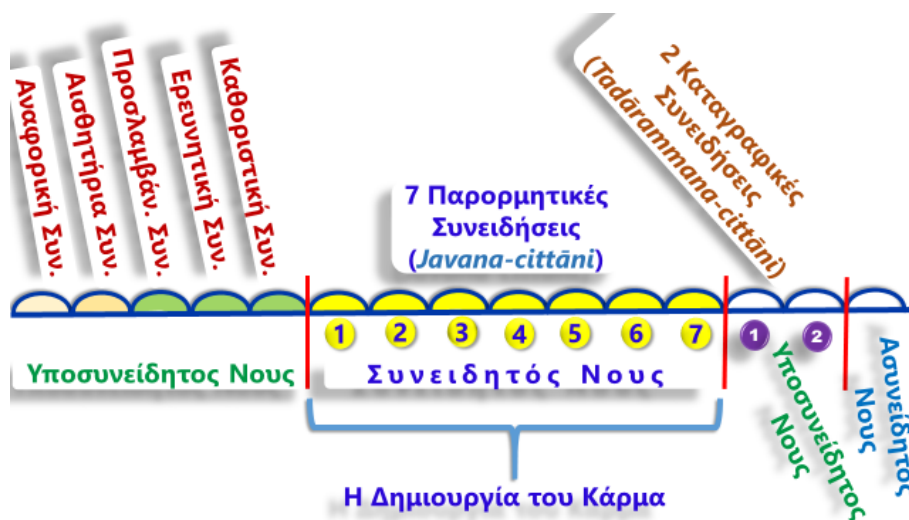 Αναφορική Συν.
Αισθητήρια Συν.
Προσλαμβάν. Συν.
Ερευνητική Συν.
Καθοριστική Συν.
7 Παρορμητικές
Συνειδήσεις
(Javana-cittāni)
2 Καταγραφικές
Συνειδήσεις
(Tadārammana-cittāni)
1 2 3 4 5 6 7
1 2
Υποσυνείδητος Νους
Συνειδητός Νους
Υποσυνείδητος
Νους
Ασυνείδητος
Νους
Η Δημιουργία του Κάρμα